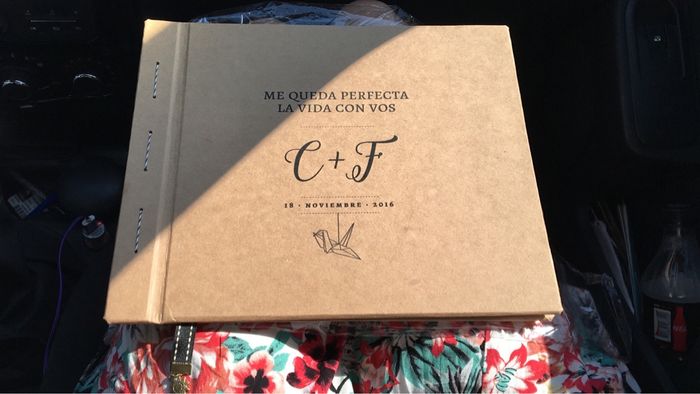 ME QUEDA PERFECTA
LA VIDA CON VOS
C + F
18 · NOVIEMBRE · 2016